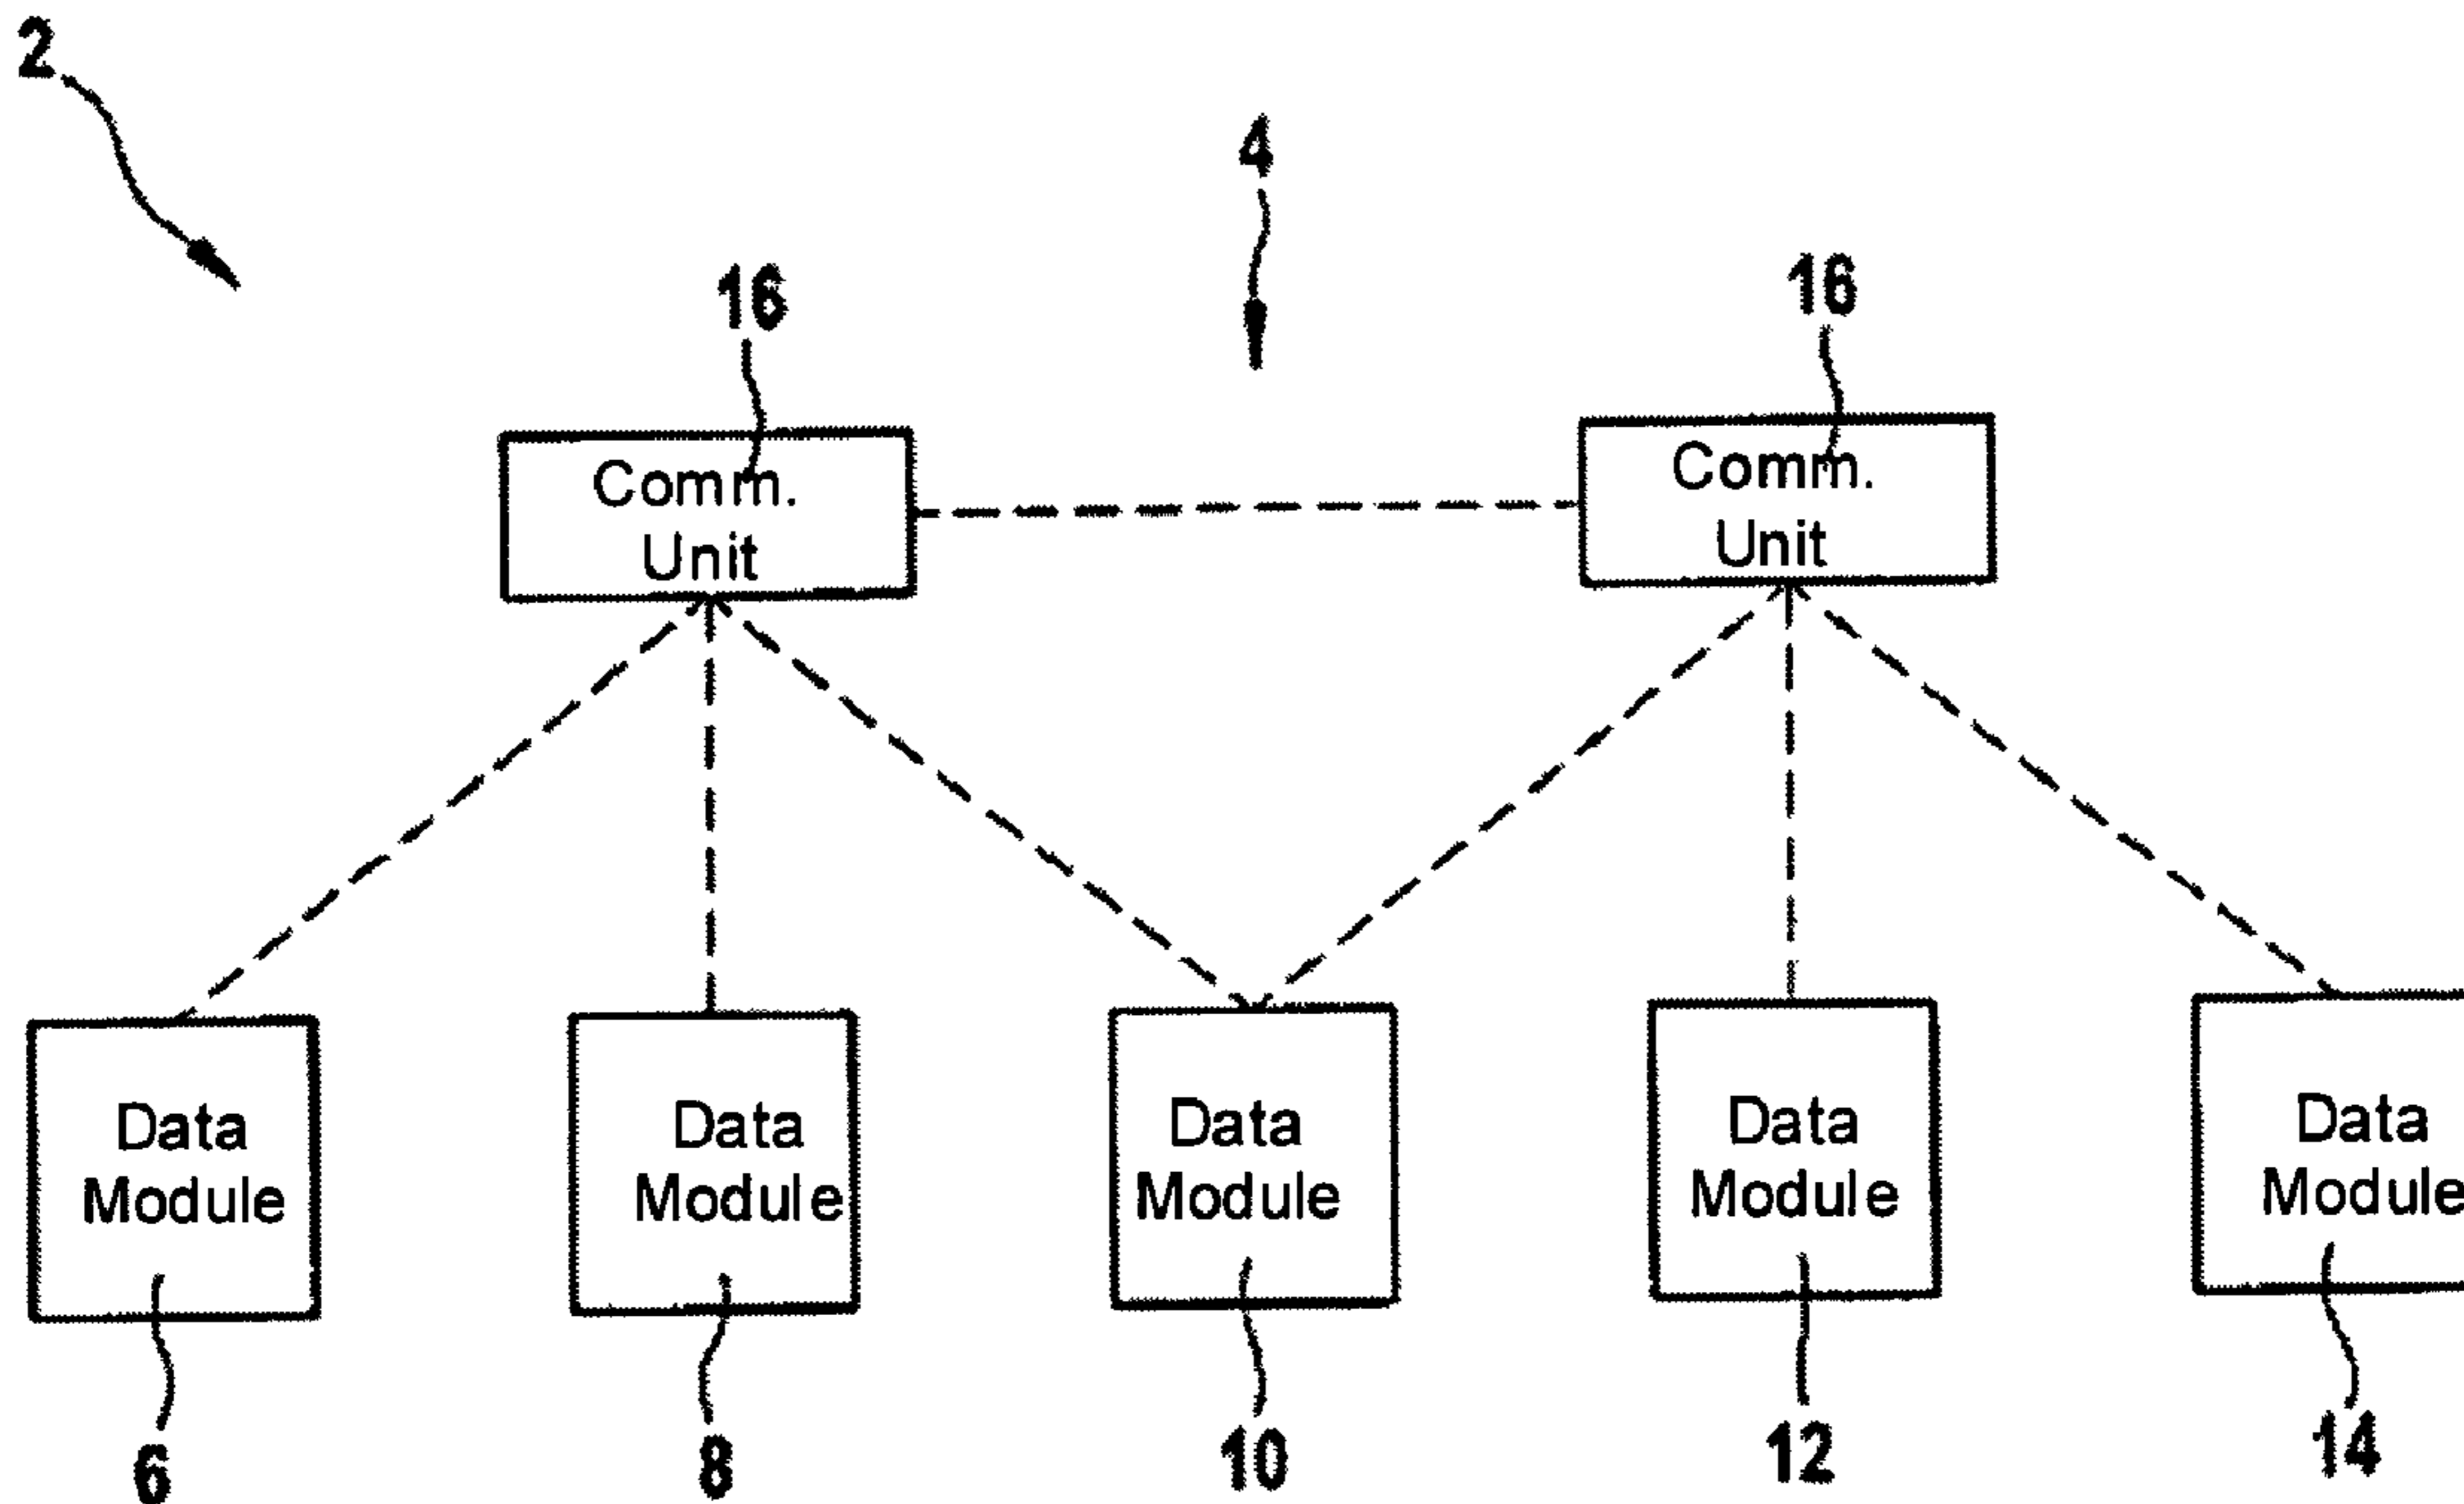 2
4
16
16
Comm.
Unit
Comm.
Unit
Data
Module
Data
Module
Data
Module
Data
Module
Data
Module
6
8
10
12
14